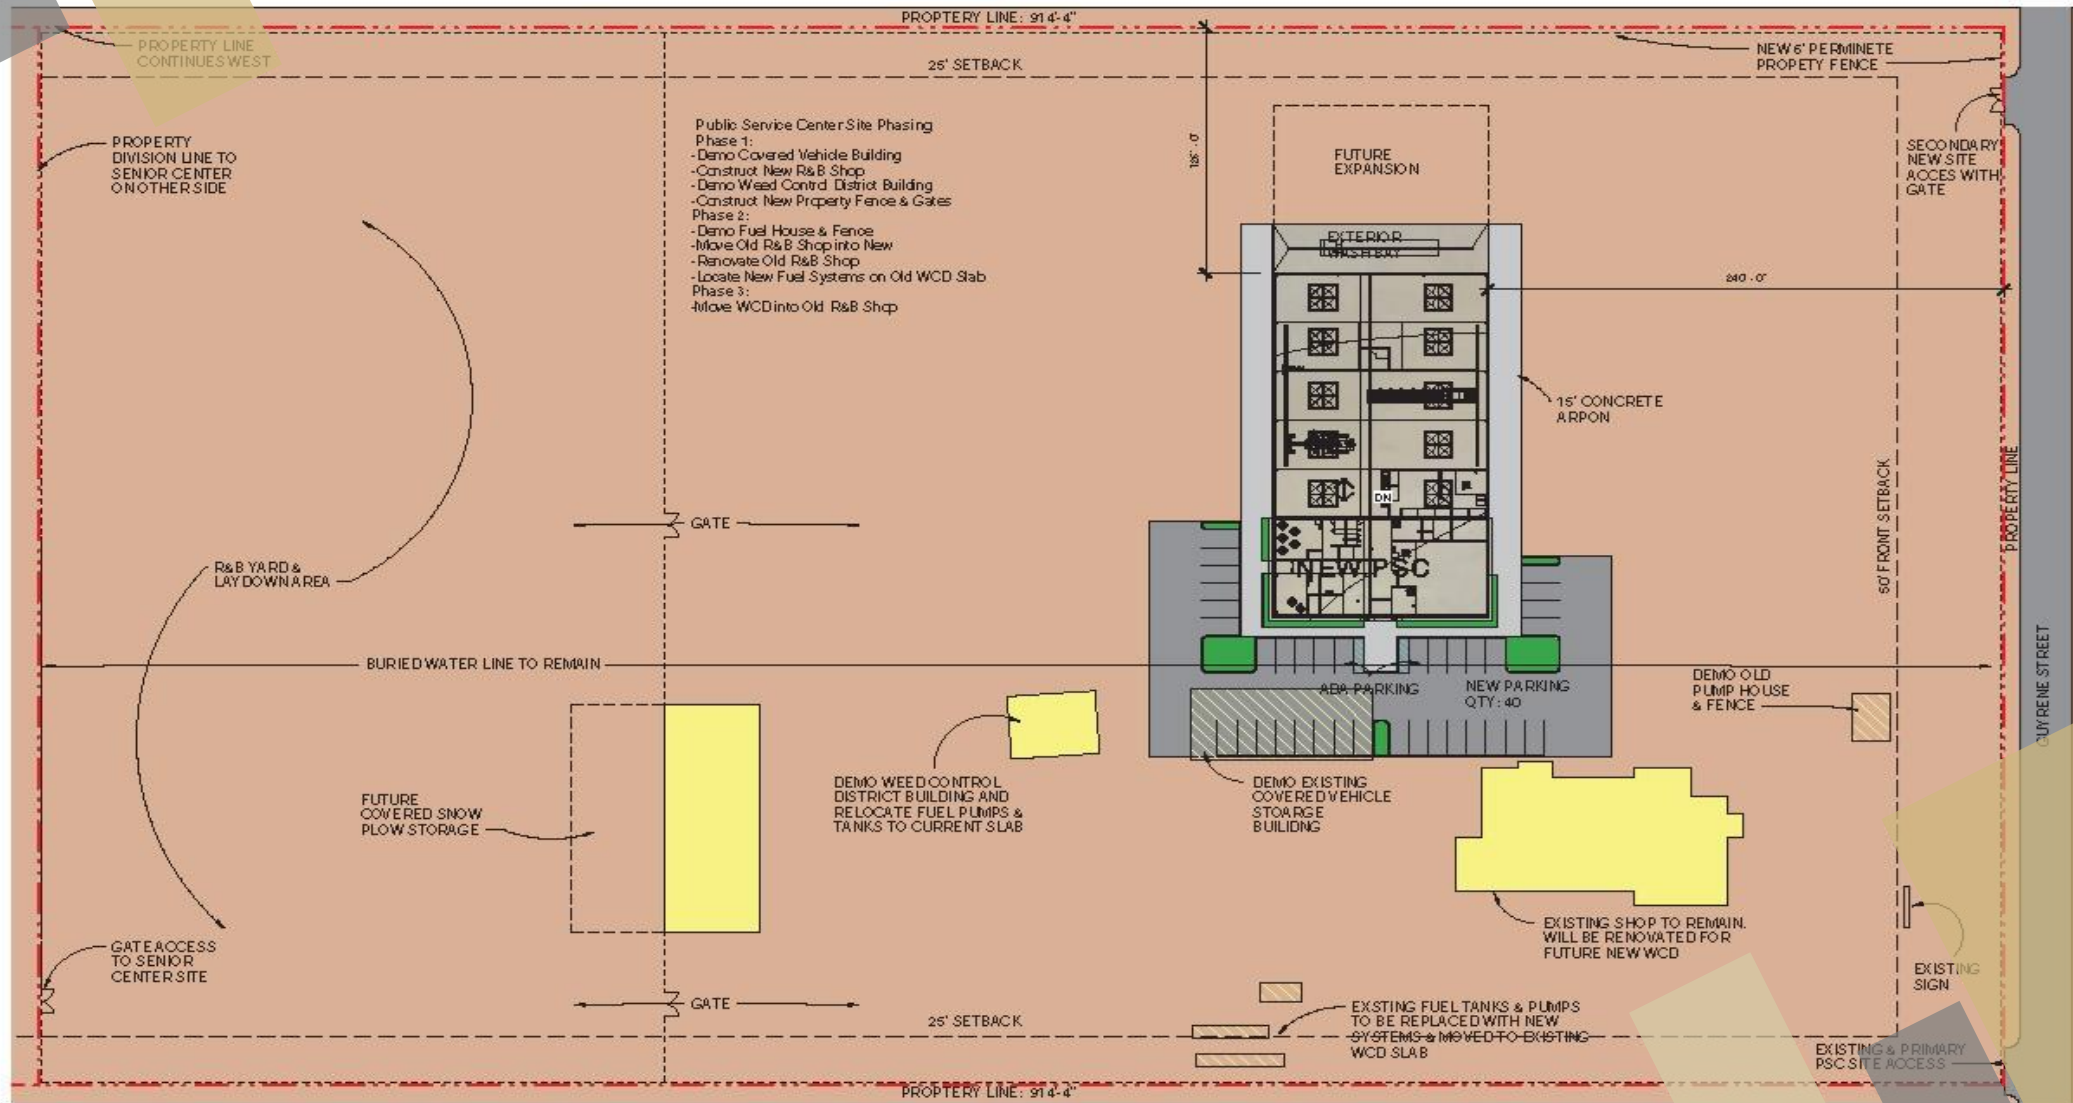 PROPTERY LINE: 914'-4"
PROPERTY LINE
CONTINUES WEST
25' SETBACK
NEW 6' PERMINETE
PROPETY FENCE
PROPERTY
DIVISION LINE TO
SENIOR CENTER
ON OTHER SIDE
Public Service Center Site Phasing
Phase 1:
-Demo Covered Vehicle Building
-Construct New R&B Shop
-Demo Weed Control District Building
-Construct New Property Fence & Gates
Phase 2:
-Demo Fuel House & Fence
-Move Old R&B Shop into New
-Renovate Old R&B Shop
-Locate New Fuel Systems on Old WCD Slab
Phase 3:
-Move WCD into Old R&B Shop
FUTURE
EXPANSION
SECONDARY
NEW SITE
ACCES WITH
GATE
EXTERIOR
WASH BAY
240'-0"
15' CONCRETE
ARPON
PROPERTY LINE
50' FRONT SETBACK
GUYRENE STREET
DN
NEW PSC
GATE
R&B YARD &
LAYDOWN AREA
BURIED WATER LINE TO REMAIN
ADA PARKING
NEW PARKING
QTY: 40
DEMO OLD
PUMP HOUSE
& FENCE
FUTURE
COVERED SNOW
PLOW STORAGE
DEMO WEED CONTROL
DISTRICT BUILDING AND
RELOCATE FUEL PUMPS &
TANKS TO CURRENT SLAB
DEMO EXISTING
COVERED VEHICLE
STOARGE
BUILIDNG
EXISTING SHOP TO REMAIN.
WILL BE RENOVATED FOR
FUTURE NEW WCD
EXISTING
SIGN
GATE ACCESS
TO SENIOR
CENTER SITE
GATE
25' SETBACK
EXSTING FUEL TANKS & PUMPS
TO BE REPLACED WITH NEW
SYSTEMS & MOVED TO EXISTING
WCD SLAB
EXISTING & PRIMARY
PSC SITE ACCESS
PROPTERY LINE: 914'-4"